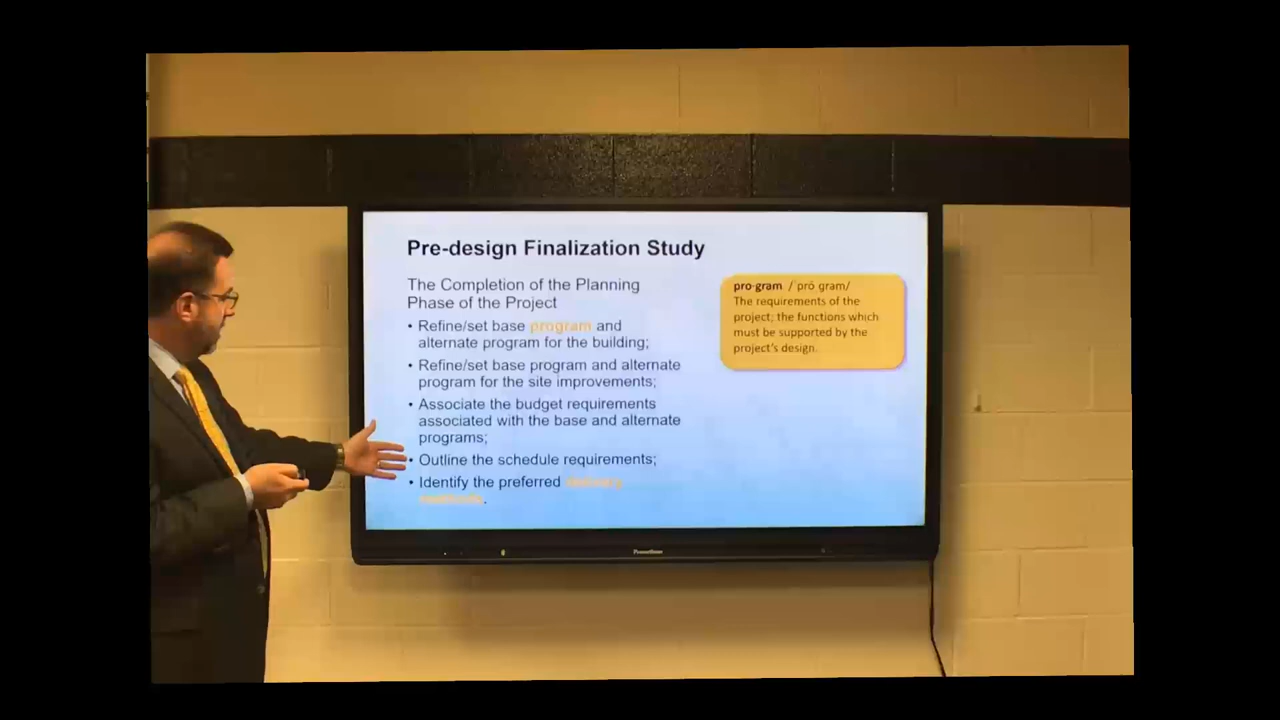 Pre-design Finalization Study
The Completion of the Planning
Phase of the Project
• Refine/set base program and
alternate program for the building;
• Refine/set base program and alternate
program for the site improvements;
• Associate the budget requirements
associated with the base and alternate
programs;
• Outline the schedule requirements;
• Identify the preferred
pro·gram /ˈprō gram/
The requirements of the
project; the functions which
must be supported by the
project's design.
Promethean